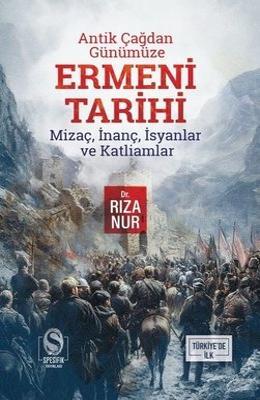 Antik Çağdan
Günümüze
ERMENİ
TARİHİ
Mizaç, İnanç, İsyanlar
ve Katliamlar
Dr.
RIZA
NUR
S
SPESİFİK
YAYINLARI
TÜRKİYE'DE
İLK